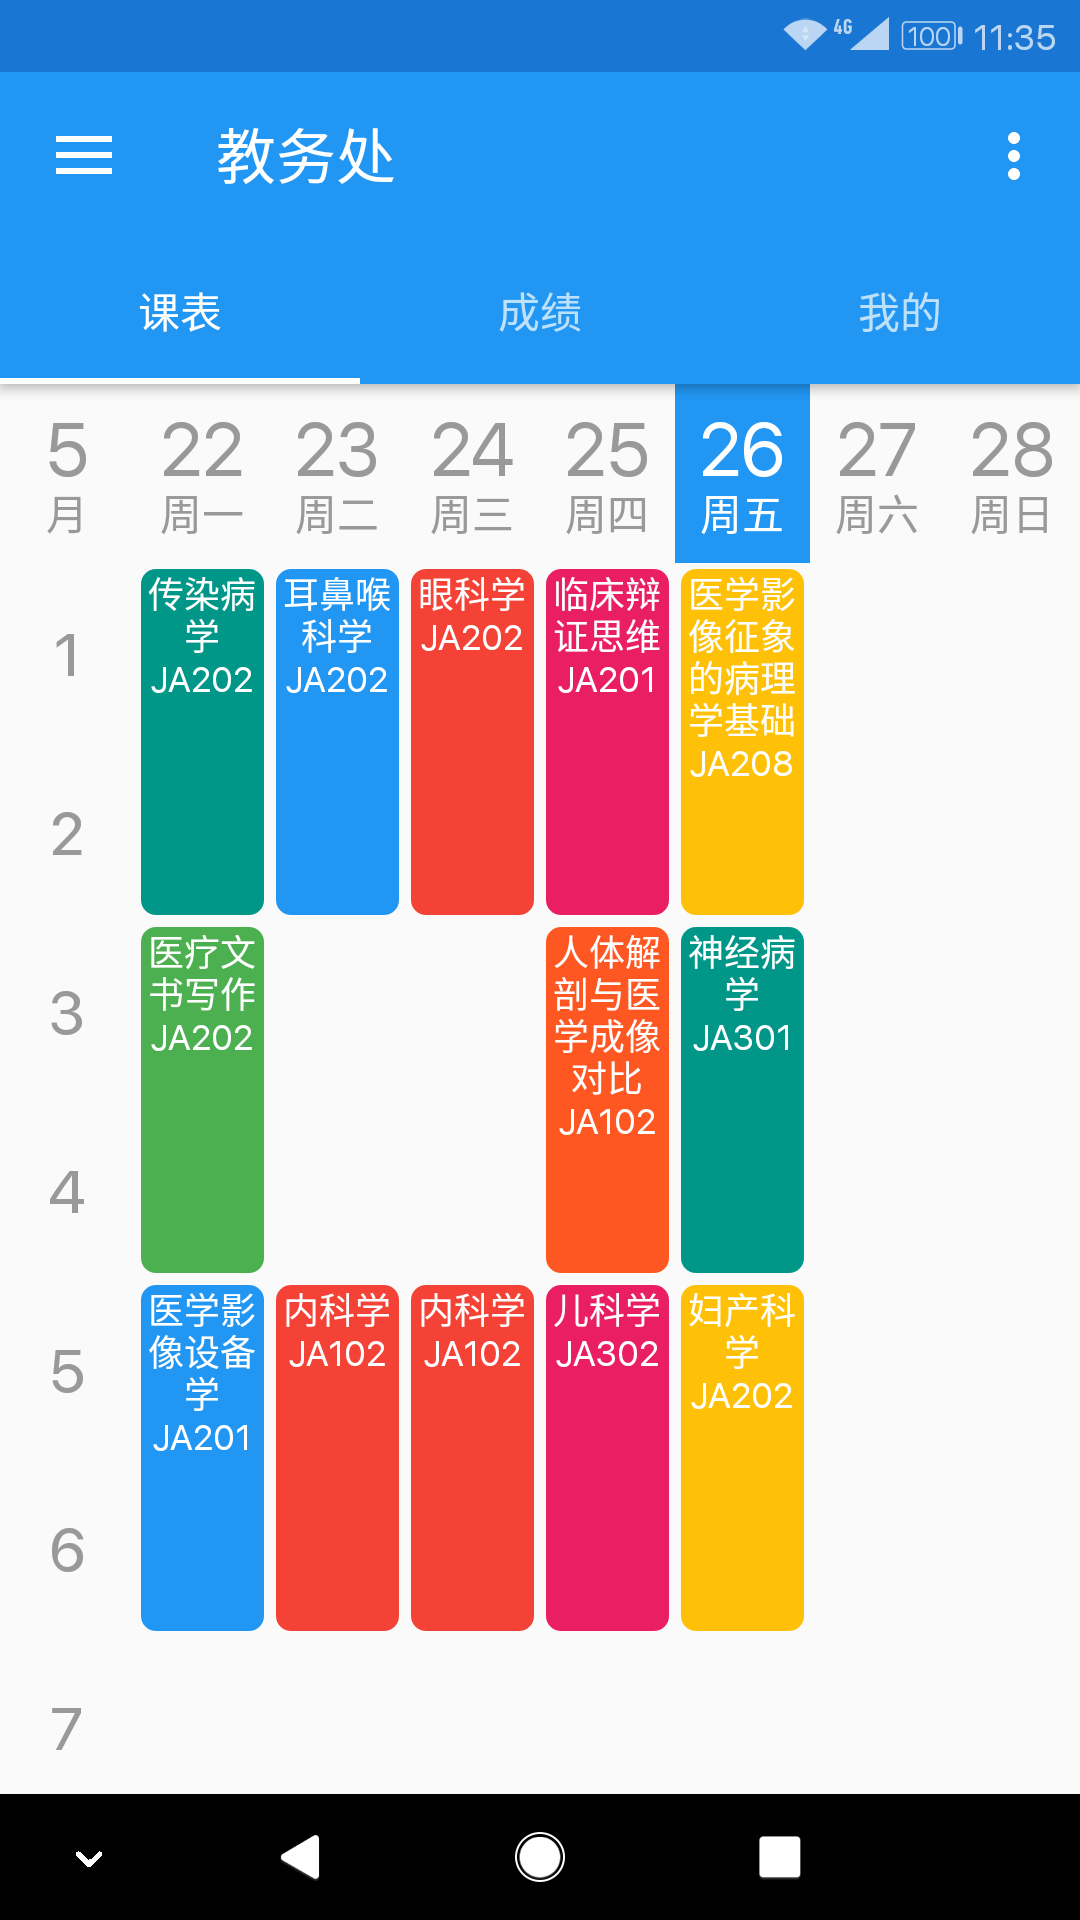 4G 100 11:35
教务处
课表 成绩 我的
5 22 23 24 25 26 27 28
月 周一 周二 周三 周四 周五 周六 周日
1
传染病
学
JA202
耳鼻喉
科学
JA202
眼科学
JA202
临床辩
证思维
JA201
医学影
像征象
的病理
学基础
JA208
2
3
医疗文
书写作
JA202
人体解
剖与医
学成像
对比
JA102
神经病
学
JA301
4
5
医学影
像设备
学
JA201
内科学
JA102
内科学
JA102
儿科学
JA302
妇产科
学
JA202
6
7